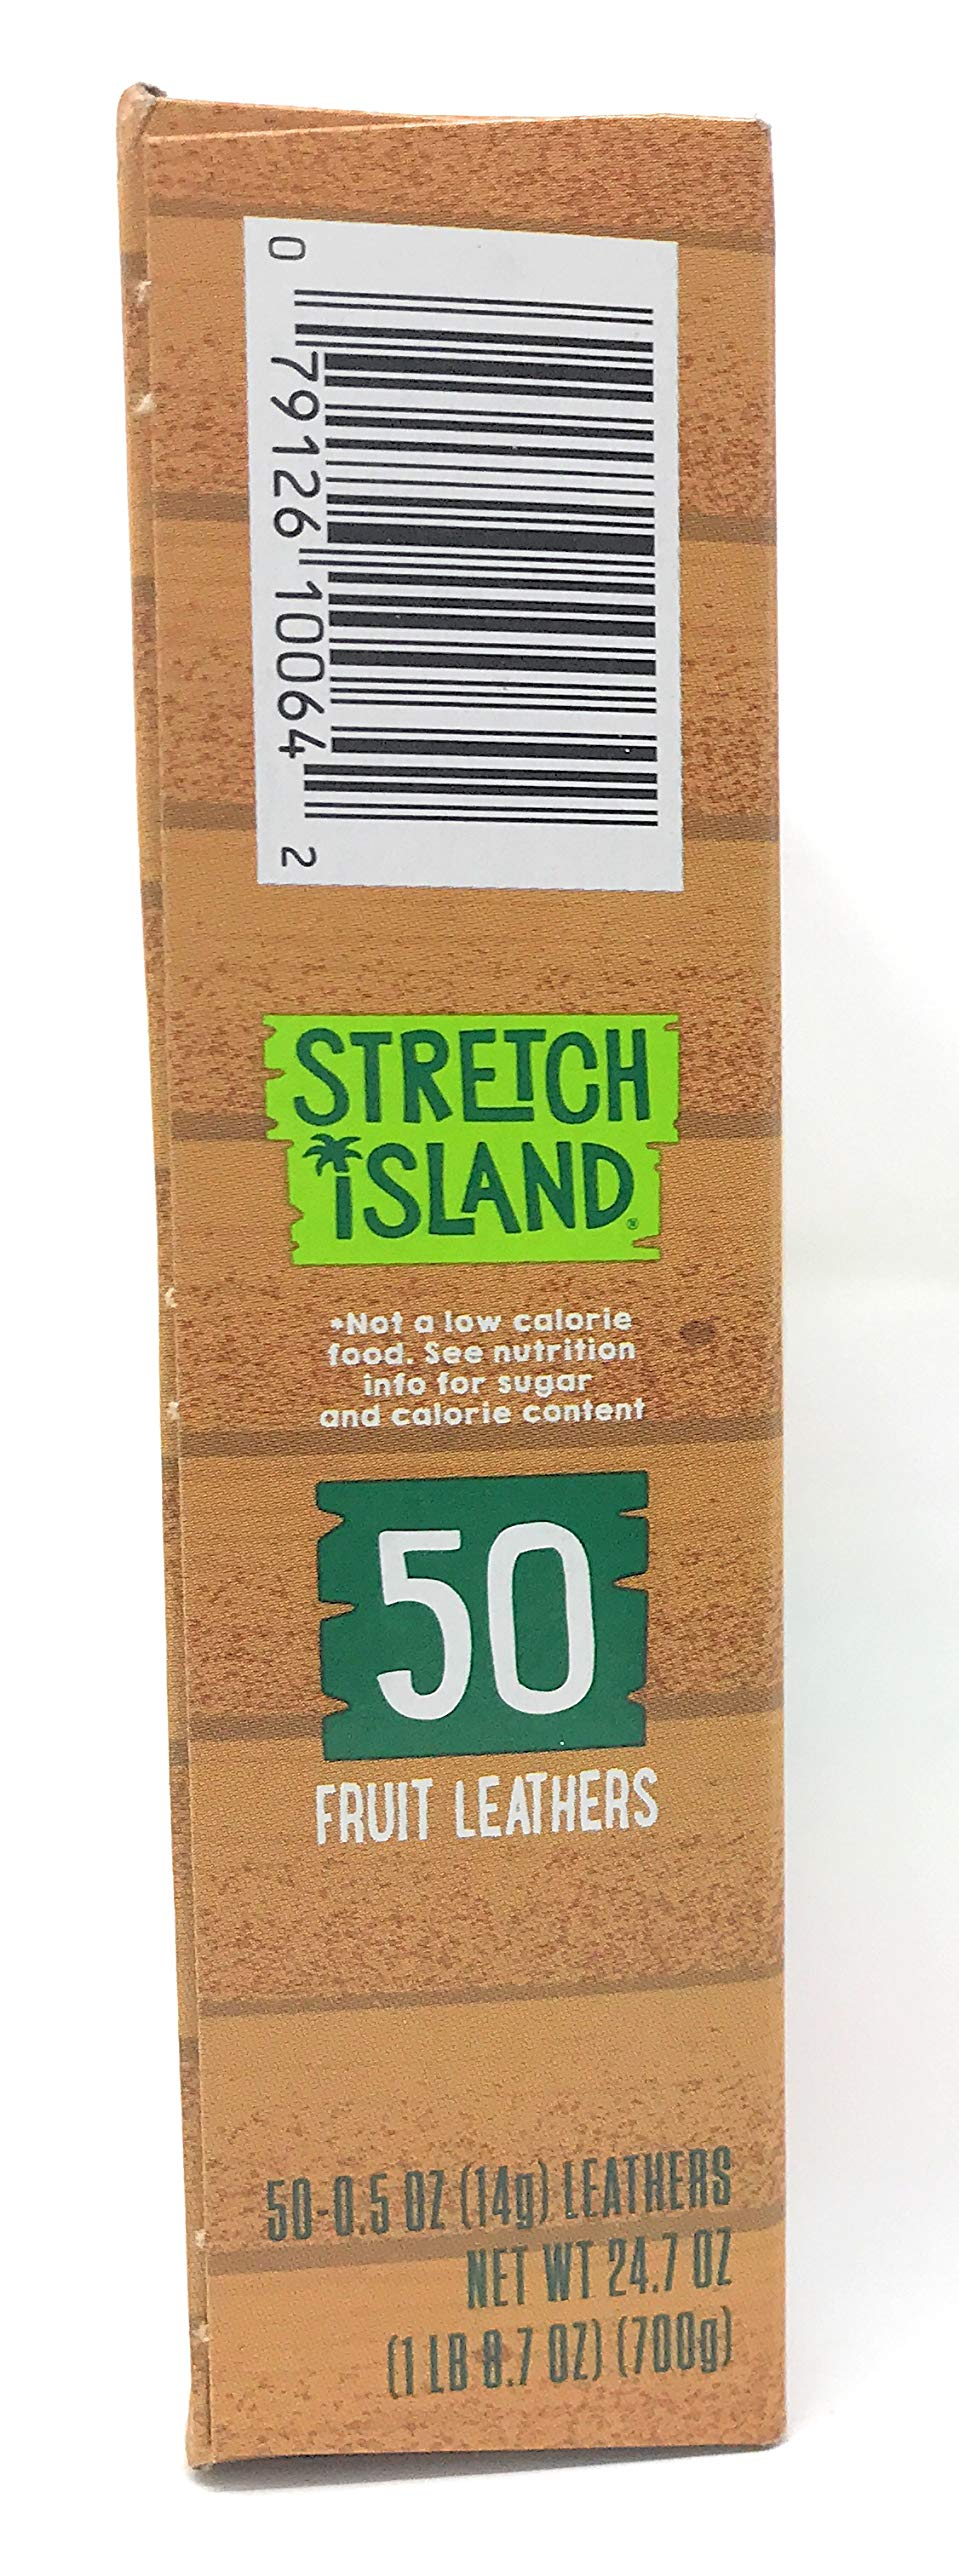 0 79126 10064 2
STRETCH
ISLAND®
*Not a low calorie
food. See nutrition
info for sugar
and calorie content
50
FRUIT LEATHERS
50-0.5 OZ (14g) LEATHERS
NET WT 24.7 OZ
(1 LB 8.7 OZ) (700g)